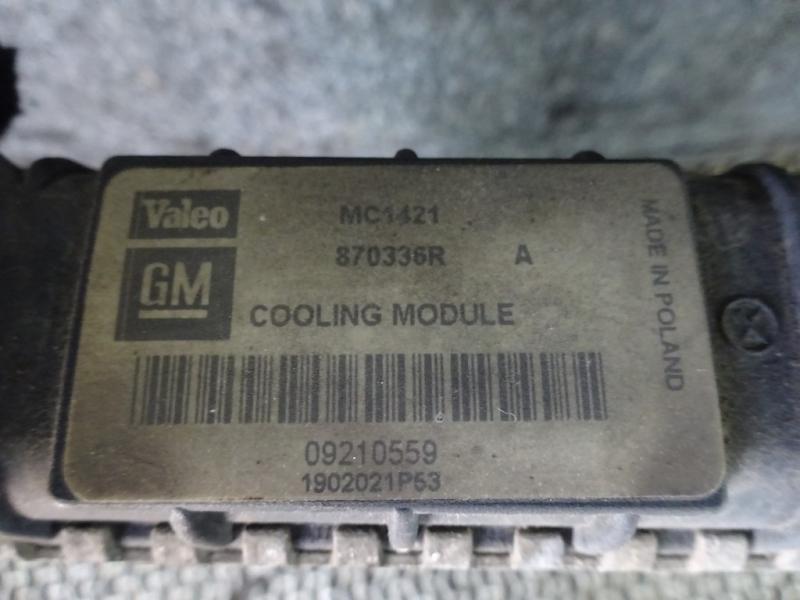 Valeo
GM
MC1421
870336R A
COOLING MODULE
09210559
1902021P53
MADE IN POLAND